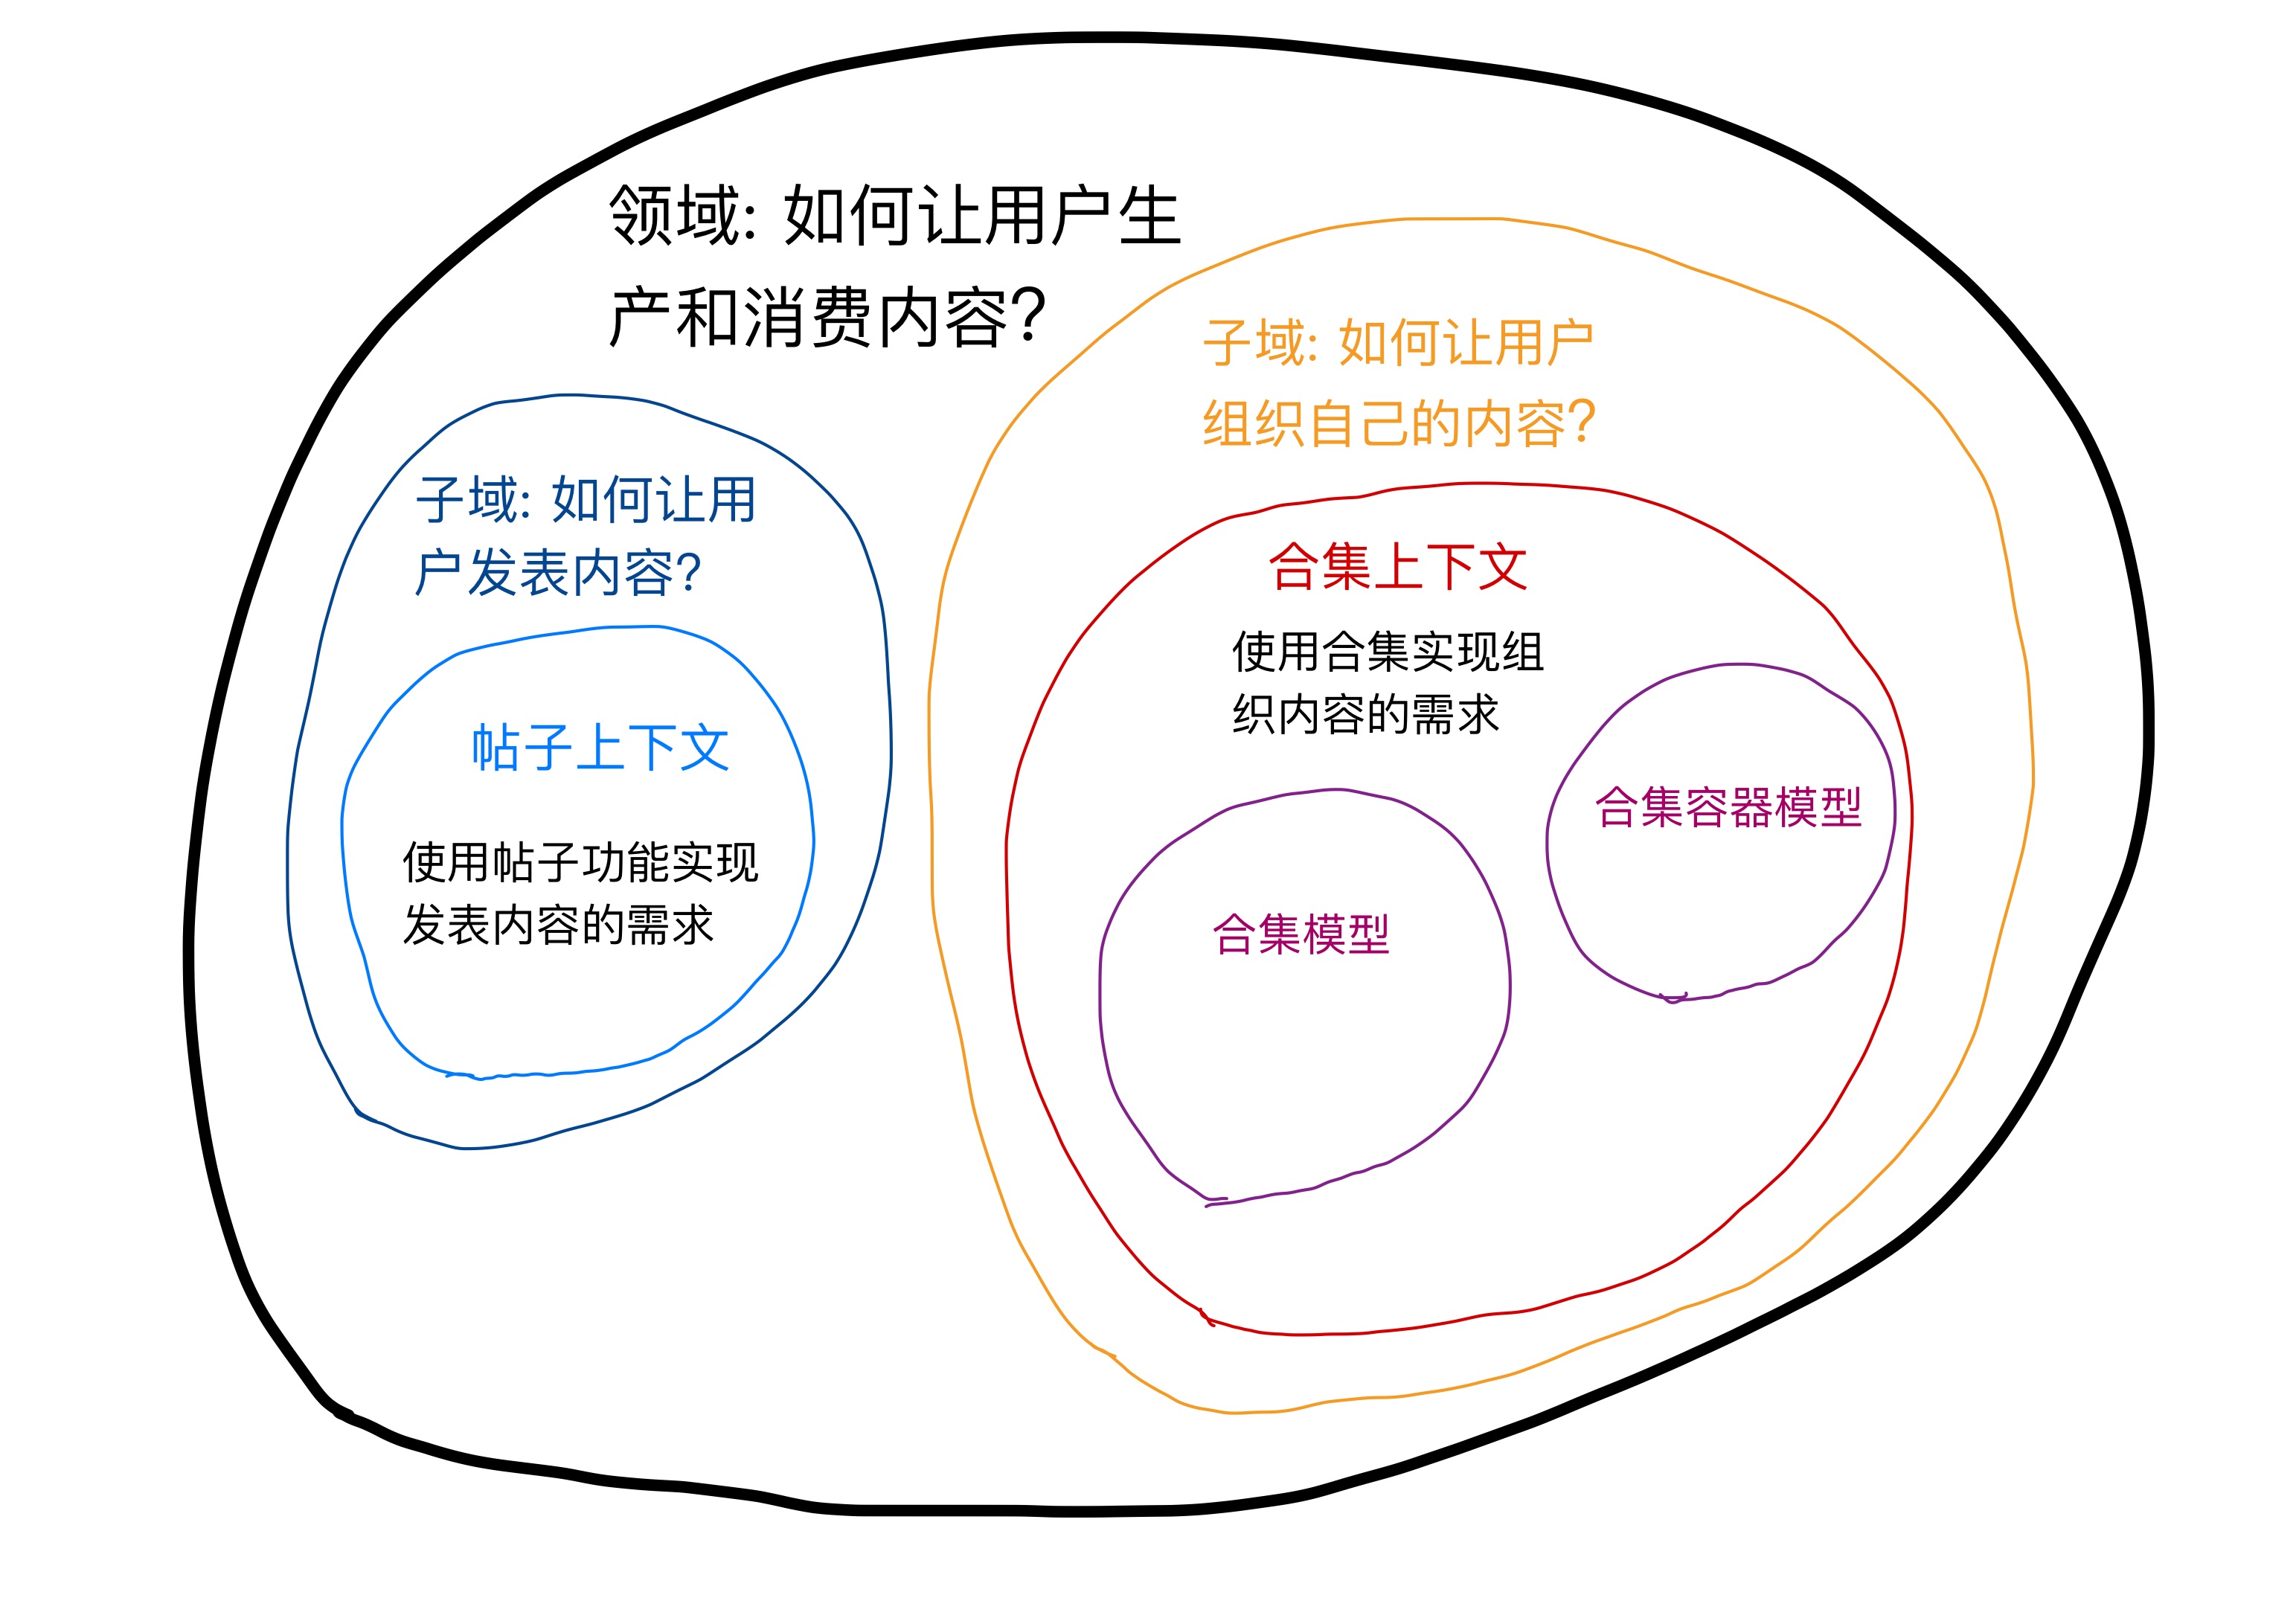 领域：如何让用户生
产和消费内容？
子域：如何让用户
组织自己的内容？
子域：如何让用
户发表内容？
合集上下文
使用合集实现组
织内容的需求
帖子上下文
使用帖子功能实现
发表内容的需求
合集容器模型
合集模型